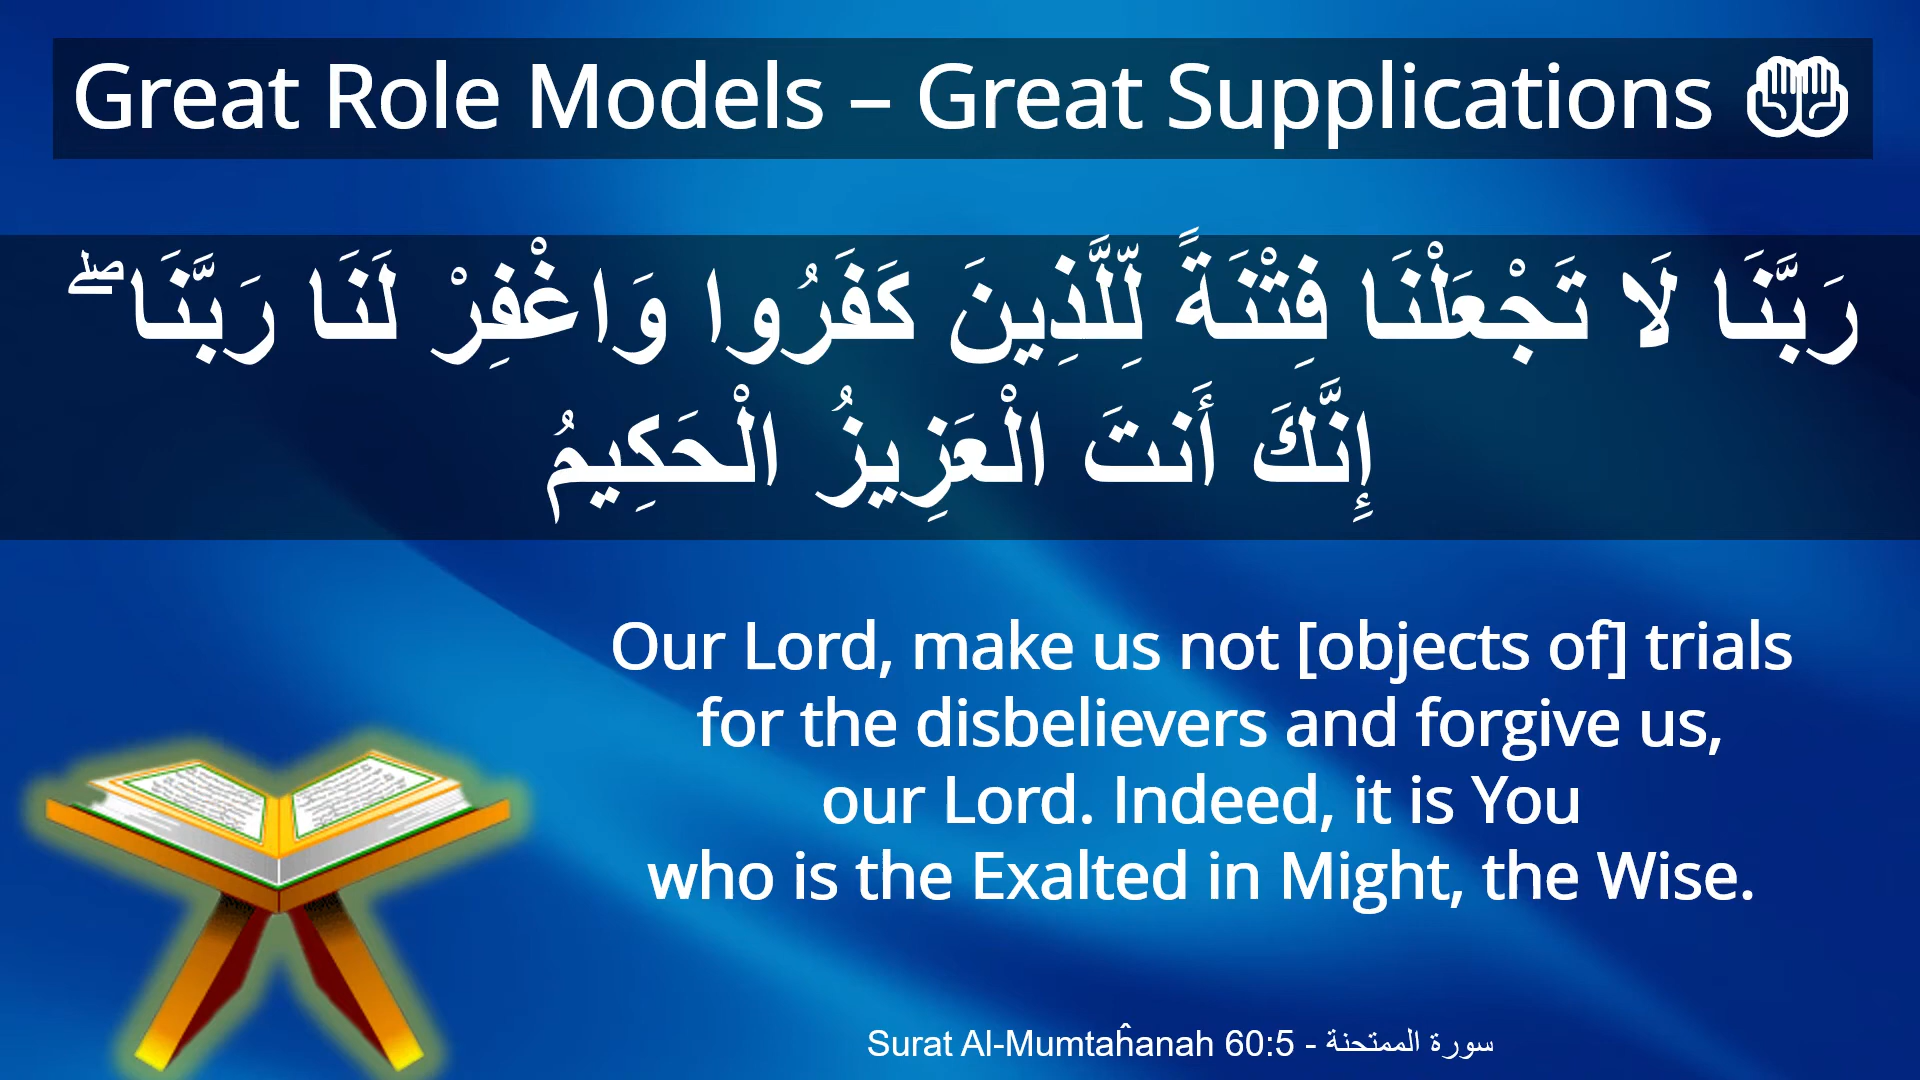 Great Role Models – Great Supplications
رَبَّنَا لَا تَجْعَلْنَا فِتْنَةً لِّلَّذِينَ كَفَرُوا وَاغْفِرْ لَنَا رَبَّنَا ۖ
إِنَّكَ أَنتَ الْعَزِيزُ الْحَكِيمُ
Our Lord, make us not [objects of] trials
for the disbelievers and forgive us,
our Lord. Indeed, it is You
who is the Exalted in Might, the Wise.
Surat Al-Mumtaĥanah 60:5 - سورة الممتحنة